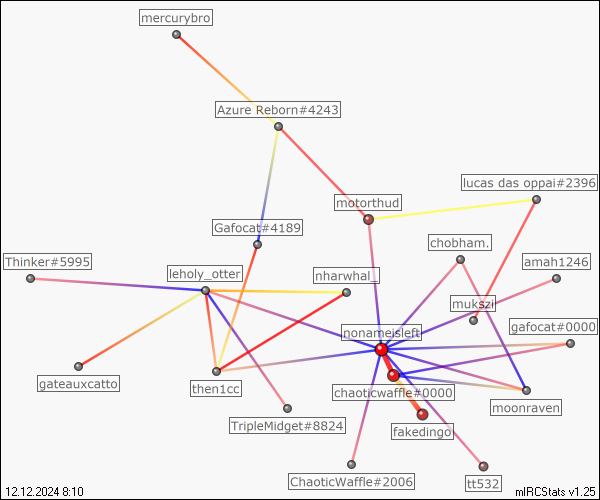 mercurybro
Azure Reborn#4243
lucas das oppai#2396
motorthud
Gafocat#4189
chobham.
Thinker#5995
amah1246
leholy_otter
nharwhal_
mukszi
gafocat#0000
nonameisleft
gateauxcatto
then1cc
chaoticwaffle#0000
moonraven
TripleMidget#8824
fakedingo
ChaoticWaffle#2006
tt532
12.12.2024 8:10
mIRCStats v1.25